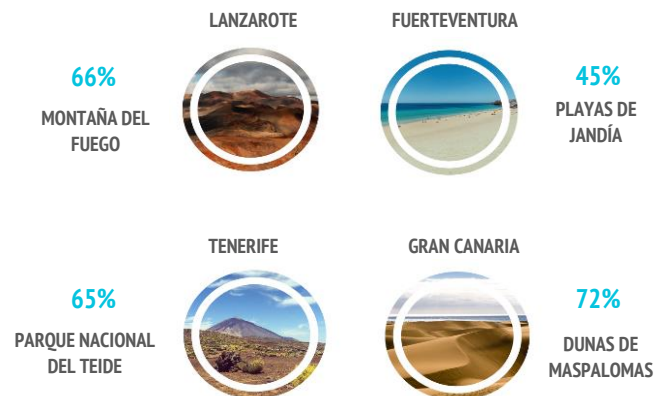 LANZAROTE
66%
MONTAÑA DEL
FUEGO
FUERTEVENTURA
45%
PLAYAS DE
JANDÍA
TENERIFE
65%
PARQUE NACIONAL
DEL TEIDE
GRAN CANARIA
72%
DUNAS DE
MASPALOMAS